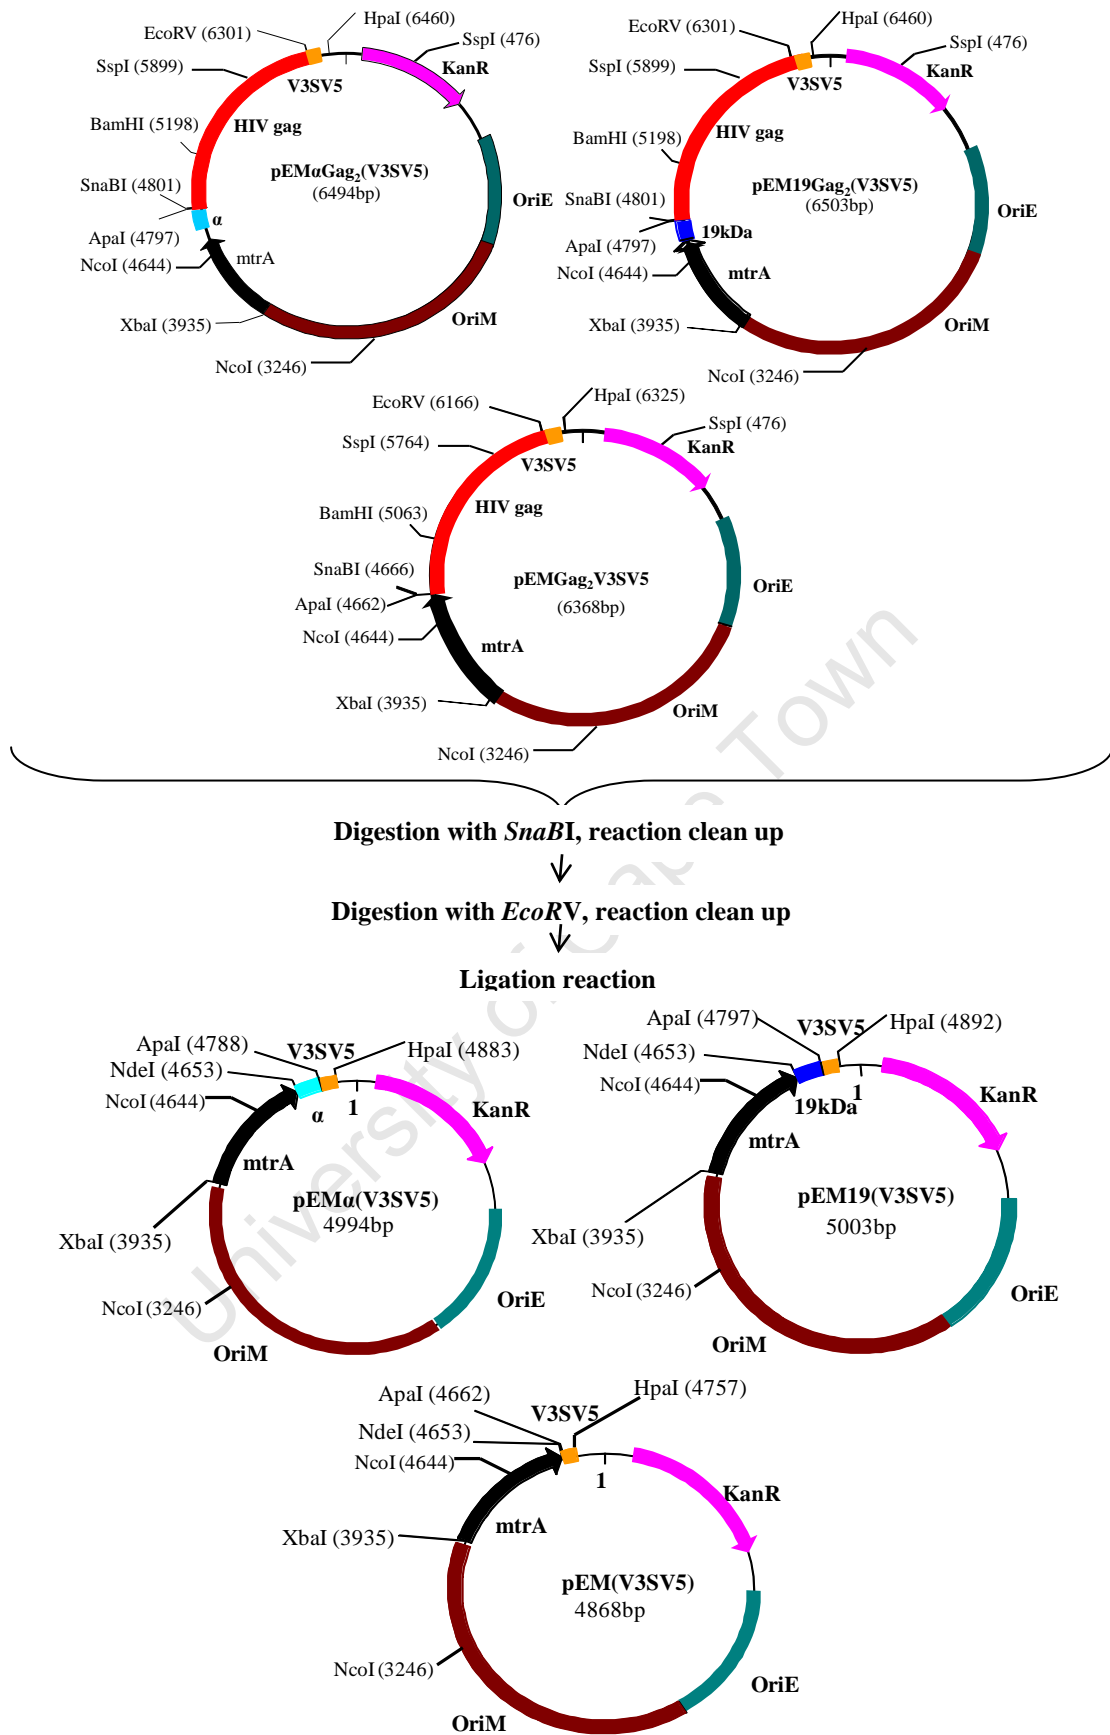 HpaI (6460)
EcoRV (6301)
SspI (476)
SspI (5899)
KanR
V3SV5
BamHI (5198)
HIV gag
pEMαGag₂(V3SV5)
(6494bp)
SnaBI (4801)
α
OriE
ApaI (4797)
NcoI (4644)
mtrA
XbaI (3935)
OriM
NcoI (3246)
HpaI (6460)
EcoRV (6301)
SspI (476)
SspI (5899)
KanR
V3SV5
BamHI (5198)
HIV gag
pEM19Gag₂(V3SV5)
(6503bp)
SnaBI (4801)
OriE
19kDa
ApaI (4797)
NcoI (4644)
mtrA
XbaI (3935)
OriM
NcoI (3246)
HpaI (6325)
EcoRV (6166)
SspI (476)
SspI (5764)
KanR
V3SV5
BamHI (5063)
HIV gag
SnaBI (4666)
pEMGag₂V3SV5
(6368bp)
OriE
ApaI (4662)
NcoI (4644)
mtrA
XbaI (3935)
OriM
NcoI (3246)
Digestion with SnaBI, reaction clean up
Digestion with EcoRV, reaction clean up
Ligation reaction
ApaI (4788)
V3SV5
HpaI (4883)
NdeI (4653)
NcoI (4644)
α
1
KanR
mtrA
pEMα(V3SV5)
4994bp
XbaI (3935)
NcoI (3246)
OriE
OriM
ApaI (4797)
V3SV5
HpaI (4892)
NdeI (4653)
NcoI (4644)
19kDa
1
KanR
mtrA
pEM19(V3SV5)
5003bp
XbaI (3935)
NcoI (3246)
OriE
OriM
ApaI (4662)
V3SV5
HpaI (4757)
NdeI (4653)
NcoI (4644)
1
KanR
mtrA
XbaI (3935)
pEM(V3SV5)
4868bp
NcoI (3246)
OriE
OriM
University of Cape Town